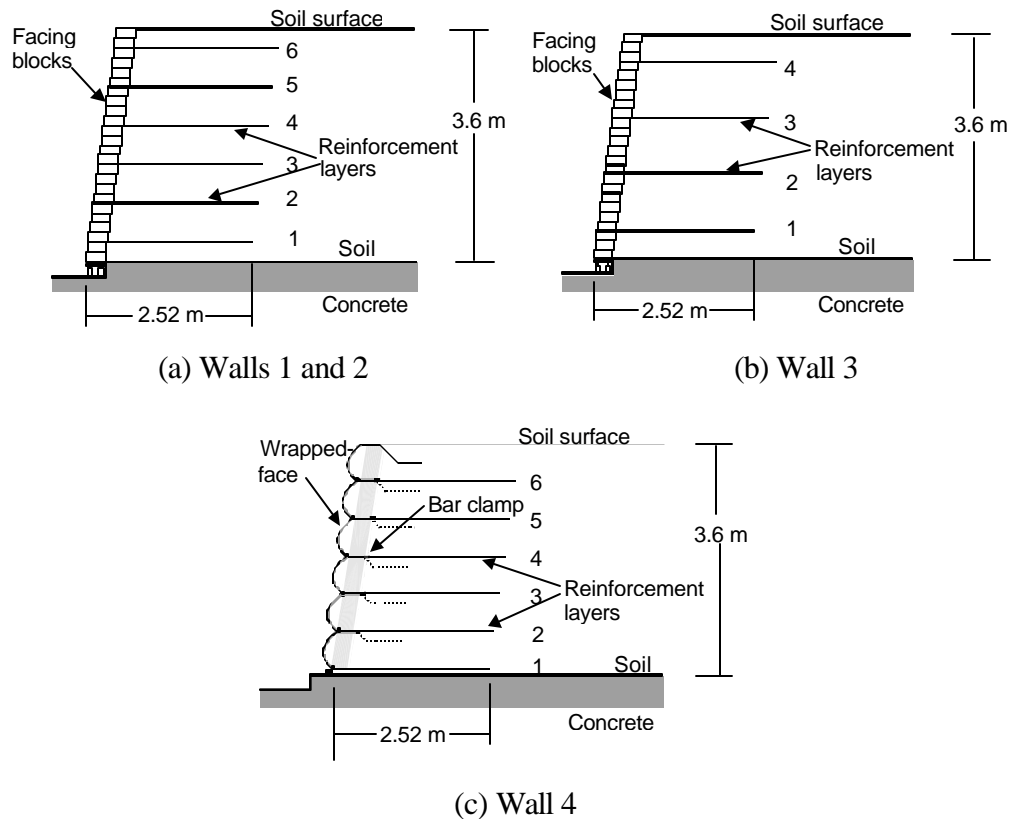 Soil surface
Facing
blocks
6
5
4
3.6 m
Reinforcement
layers
3
2
1
Soil
2.52 m
Concrete
(a) Walls 1 and 2
Soil surface
Facing
blocks
4
3
3.6 m
Reinforcement
layers
2
1
Soil
2.52 m
Concrete
(b) Wall 3
Soil surface
Wrapped-
face
6
Bar clamp
5
3.6 m
4
Reinforcement
layers
3
2
1
Soil
Concrete
2.52 m
(c) Wall 4